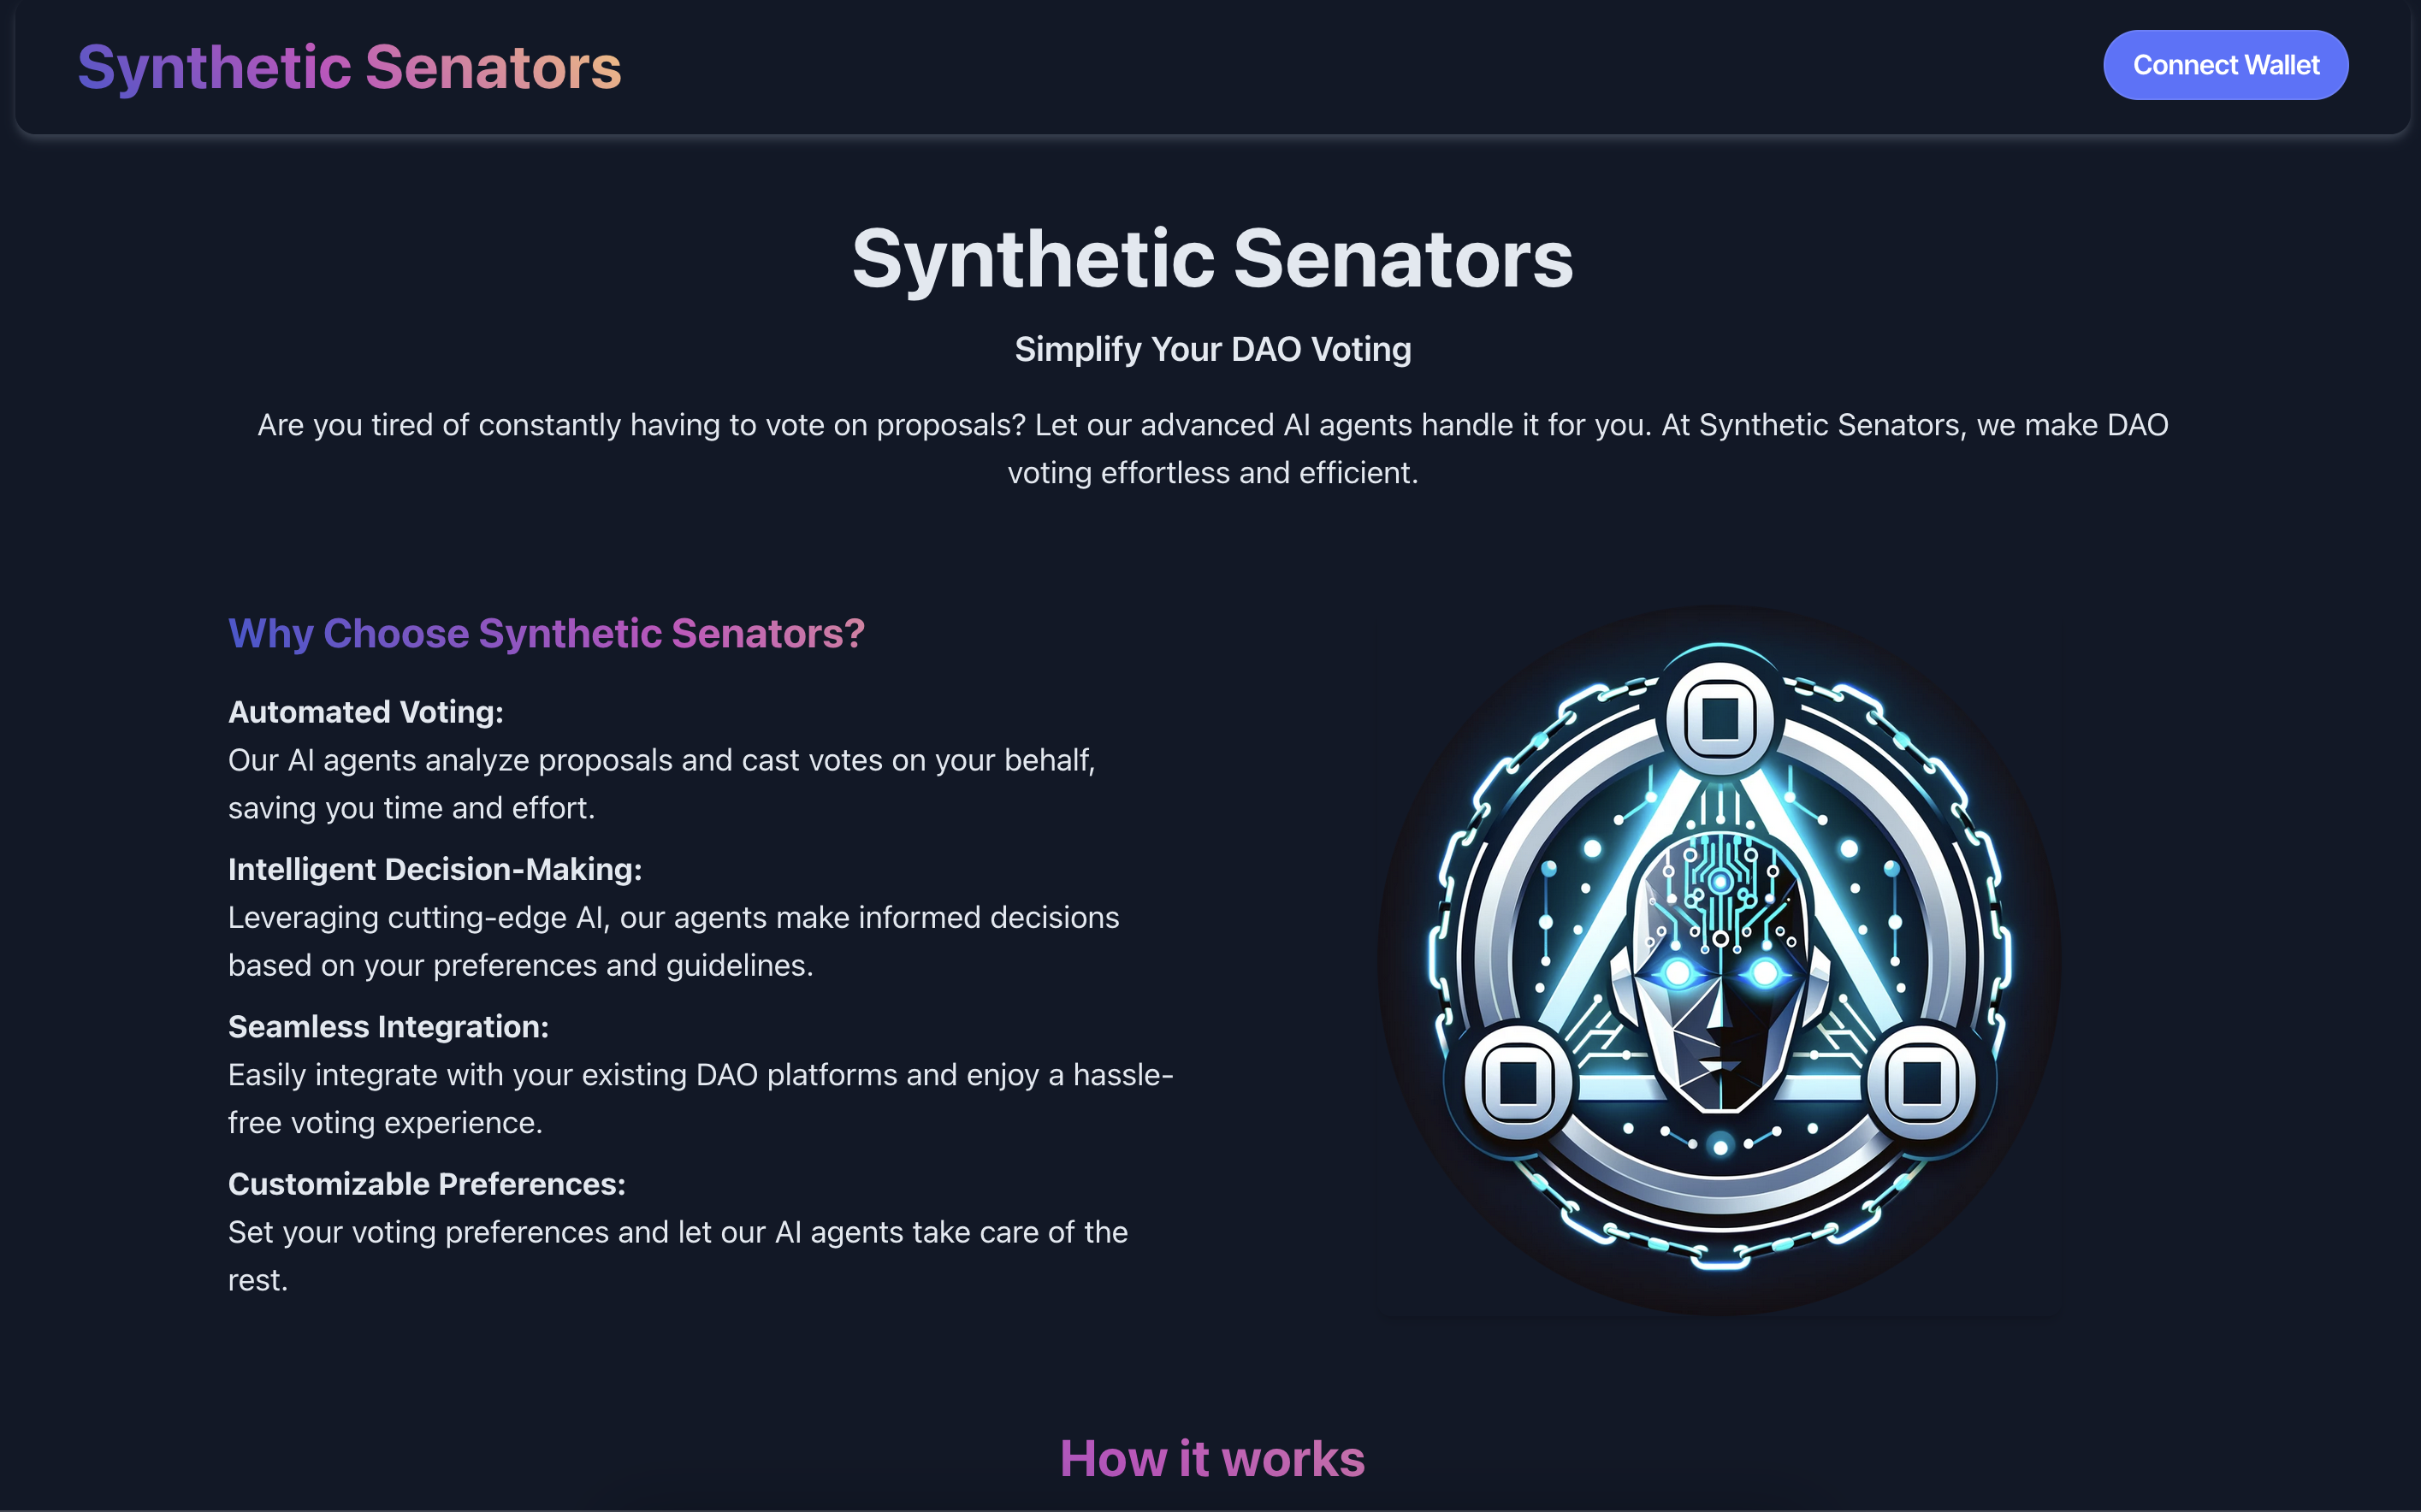 Synthetic Senators
Connect Wallet
Synthetic Senators
Simplify Your DAO Voting
Are you tired of constantly having to vote on proposals? Let our advanced AI agents handle it for you. At Synthetic Senators, we make DAO
voting effortless and efficient.
Why Choose Synthetic Senators?
Automated Voting:
Our AI agents analyze proposals and cast votes on your behalf,
saving you time and effort.
Intelligent Decision-Making:
Leveraging cutting-edge AI, our agents make informed decisions
based on your preferences and guidelines.
Seamless Integration:
Easily integrate with your existing DAO platforms and enjoy a hassle-
free voting experience.
Customizable Preferences:
Set your voting preferences and let our AI agents take care of the
rest.
How it works